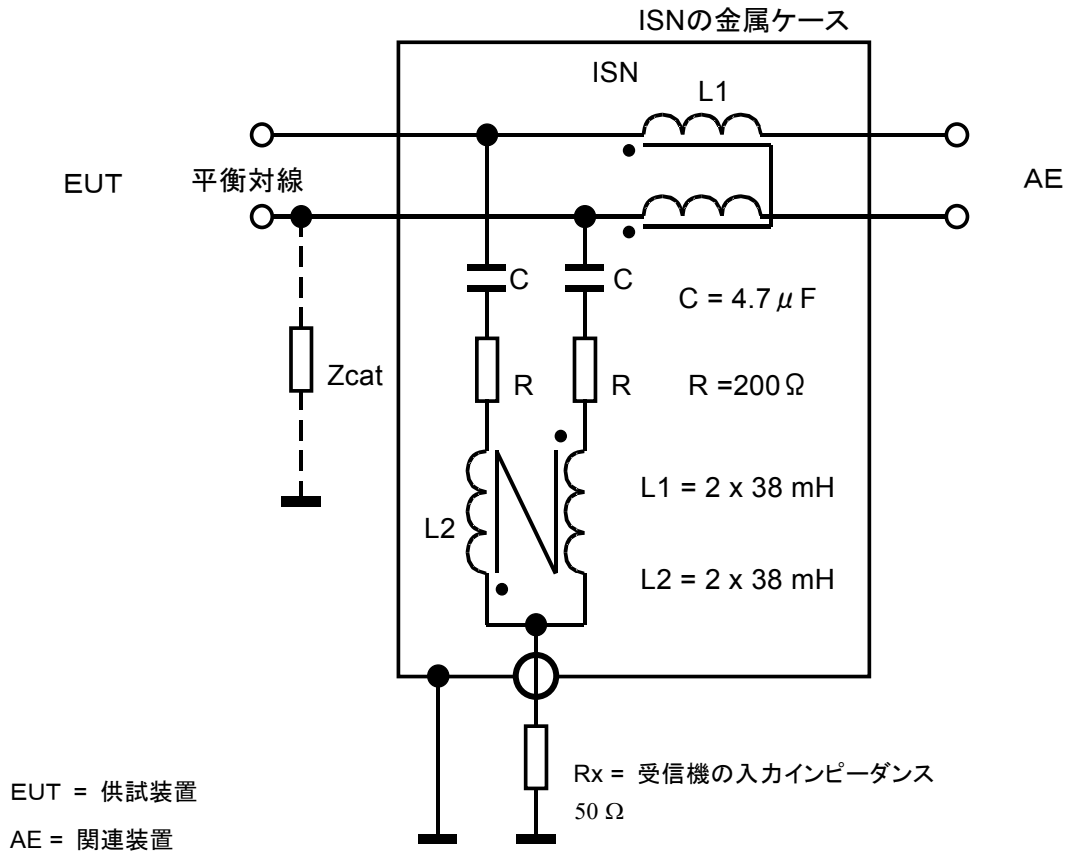 ISNの金属ケース
ISN
L1
EUT
平衡対線
AE
C
C
C = 4.7 μ F
Zcat
R
R
R =200Ω
L2
L1 = 2 x 38 mH
L2 = 2 x 38 mH
Rx = 受信機の入力インピーダンス
50 Ω
EUT = 供試装置
AE = 関連装置